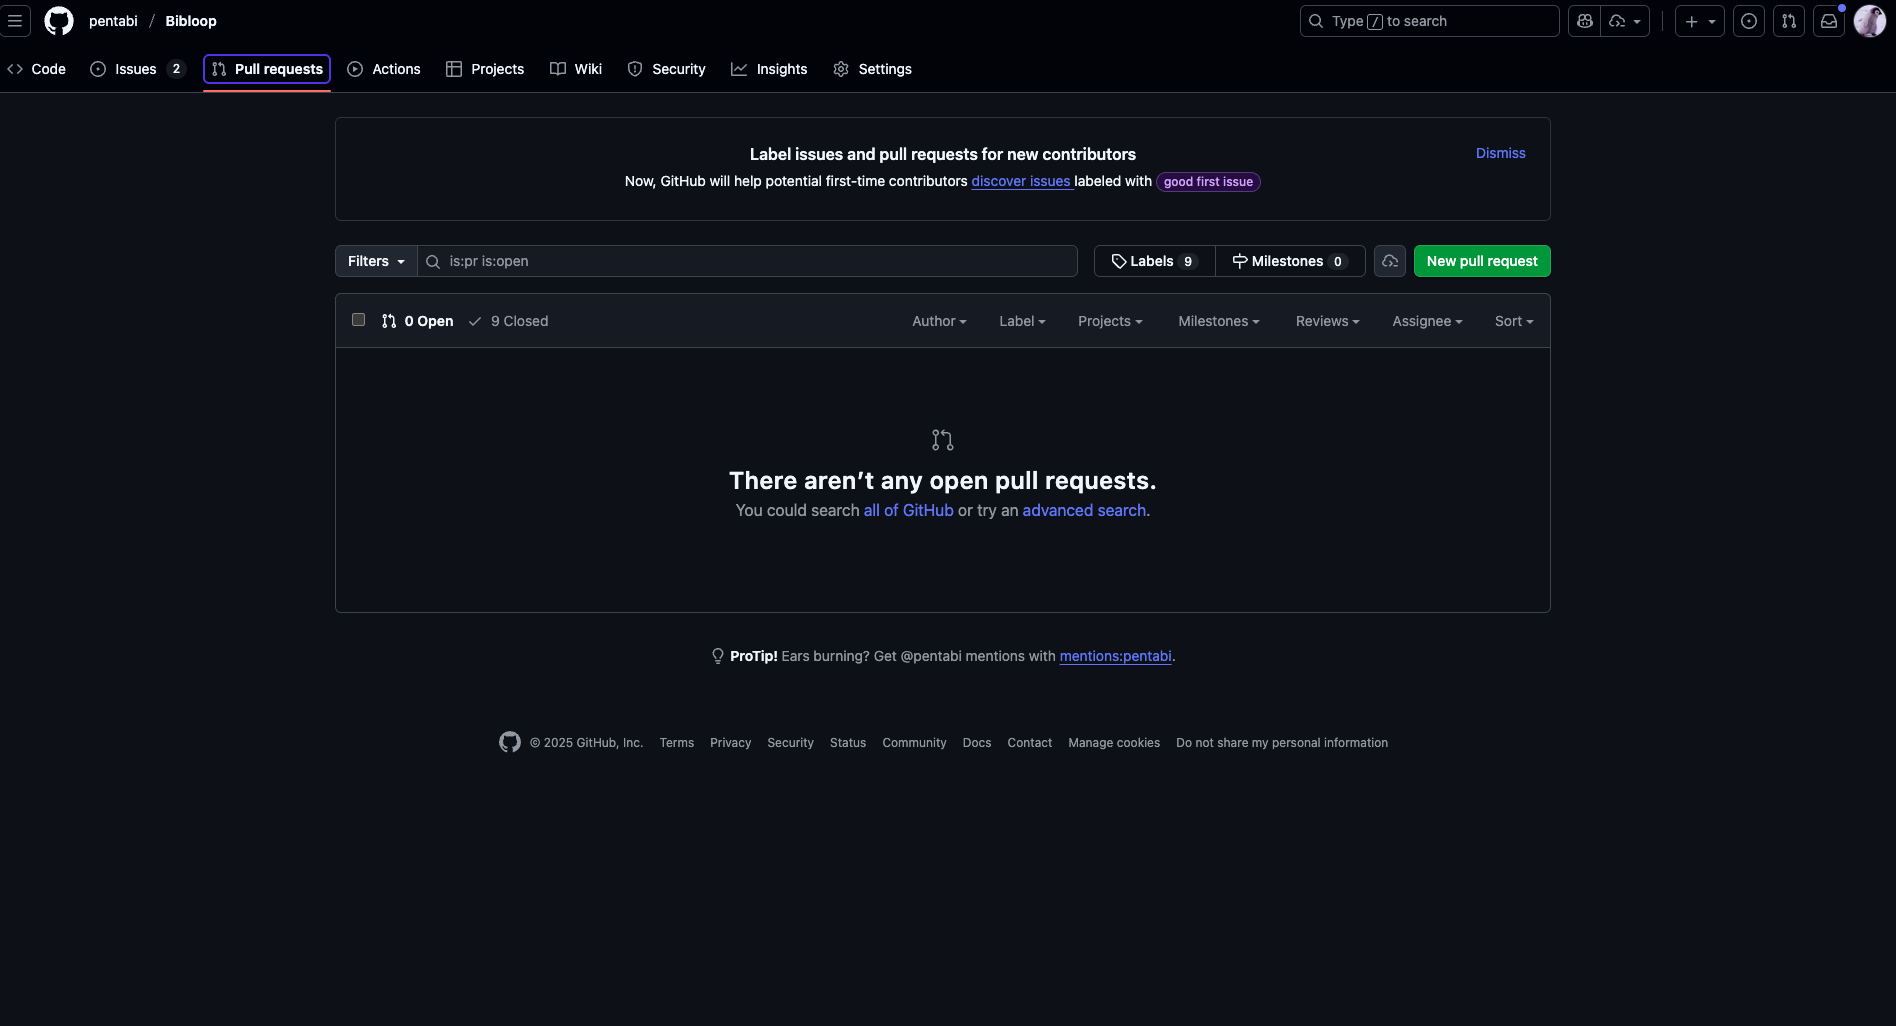 pentabi / Bibloop
Type / to search
Code
Issues 2
Pull requests
Actions
Projects
Wiki
Security
Insights
Settings
Label issues and pull requests for new contributors
Dismiss
Now, GitHub will help potential first-time contributors discover issues labeled with good first issue
Filters
is:pr is:open
Labels 9
Milestones 0
New pull request
0 Open
9 Closed
Author
Label
Projects
Milestones
Reviews
Assignee
Sort
There aren’t any open pull requests.
You could search all of GitHub or try an advanced search.
ProTip! Ears burning? Get @pentabi mentions with mentions:pentabi.
© 2025 GitHub, Inc.
Terms
Privacy
Security
Status
Community
Docs
Contact
Manage cookies
Do not share my personal information